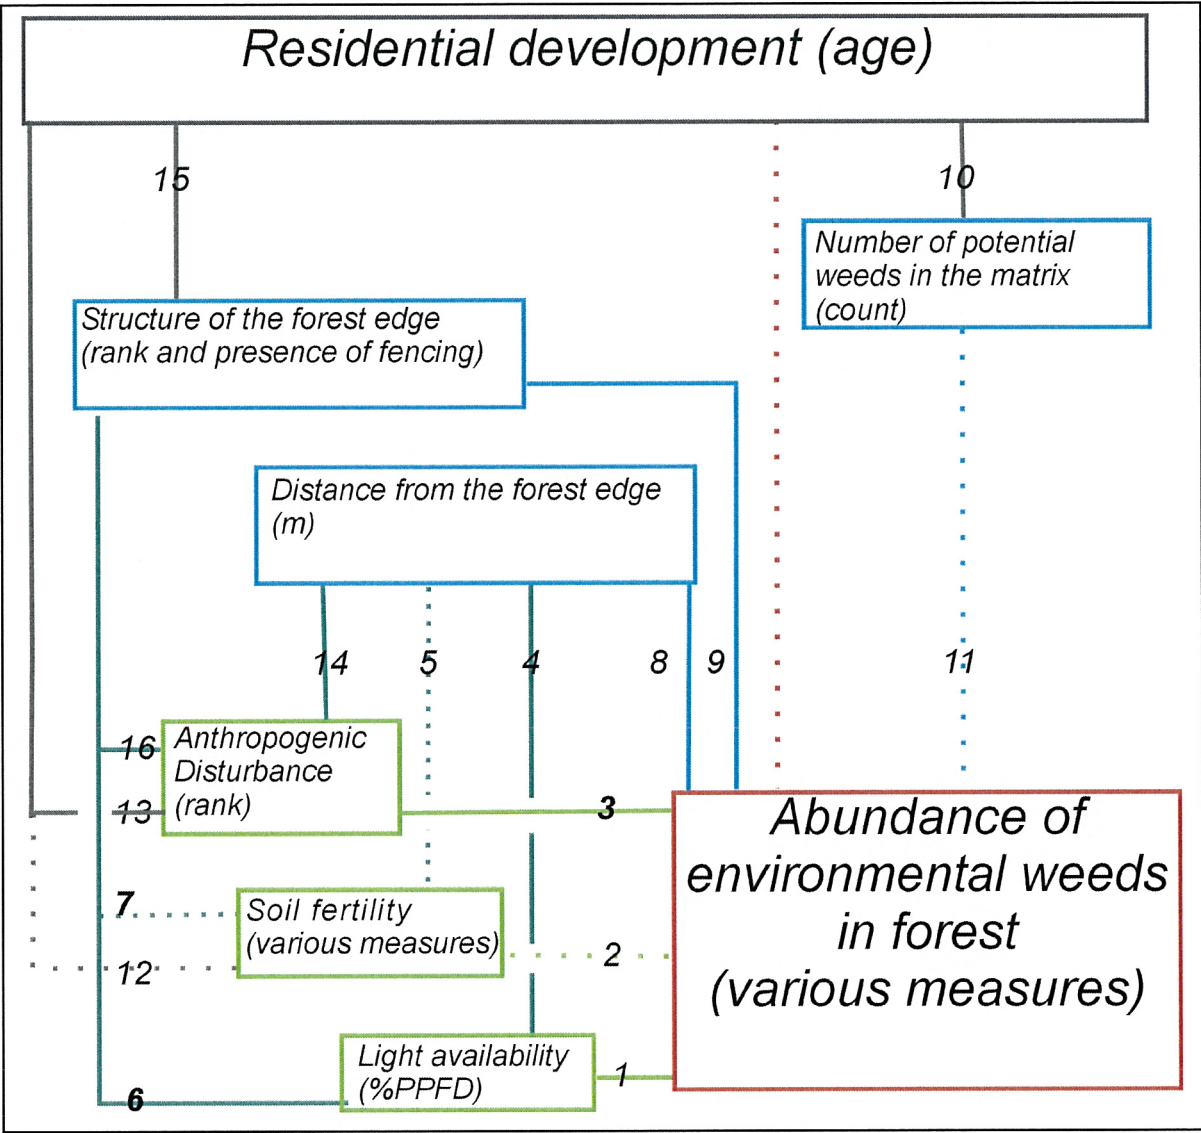 Residential development (age)
15
10
Number of potential
weeds in the matrix
(count)
Structure of the forest edge
(rank and presence of fencing)
Distance from the forest edge
(m)
14
5
4
8
9
11
16
Anthropogenic
Disturbance
(rank)
13
3
Abundance of
environmental weeds
in forest
(various measures)
7
Soil fertility
(various measures)
2
12
Light availability
(%PPFD)
1
6